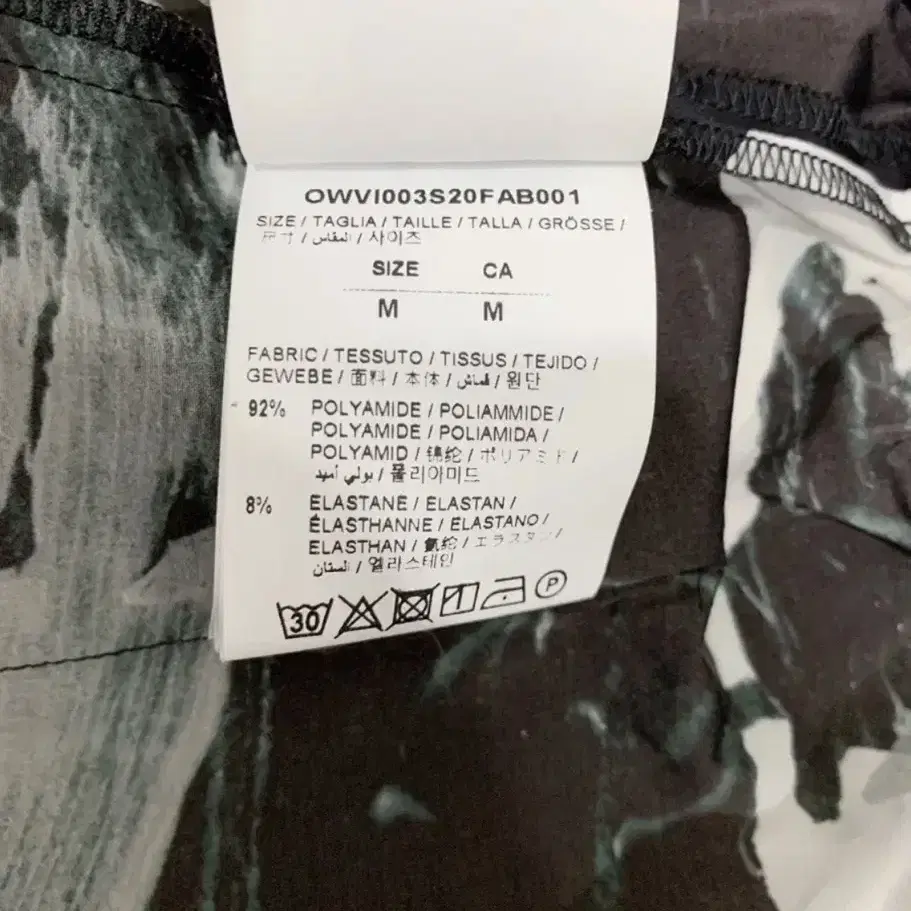 OWVI003S20FAB001
SIZE / TAGLIA / TAILLE / TALLA / GRÖSSE /
尺寸 / المقاس / 사이즈
SIZE CA
M M
FABRIC / TESSUTO / TISSUS / TEJIDO /
GEWEBE / 面料 / 本体 / قماش / 원단
92% POLYAMIDE / POLIAMMIDE /
POLYAMIDE / POLIAMIDA /
POLYAMID / 锦纶 / ポリアミド /
بولي أميد / 폴리아미드
8% ELASTANE / ELASTAN /
ÉLASTHANNE / ELASTANO /
ELASTHAN / 氨纶 / エラスタン /
الستان / 엘라스테인
30 P